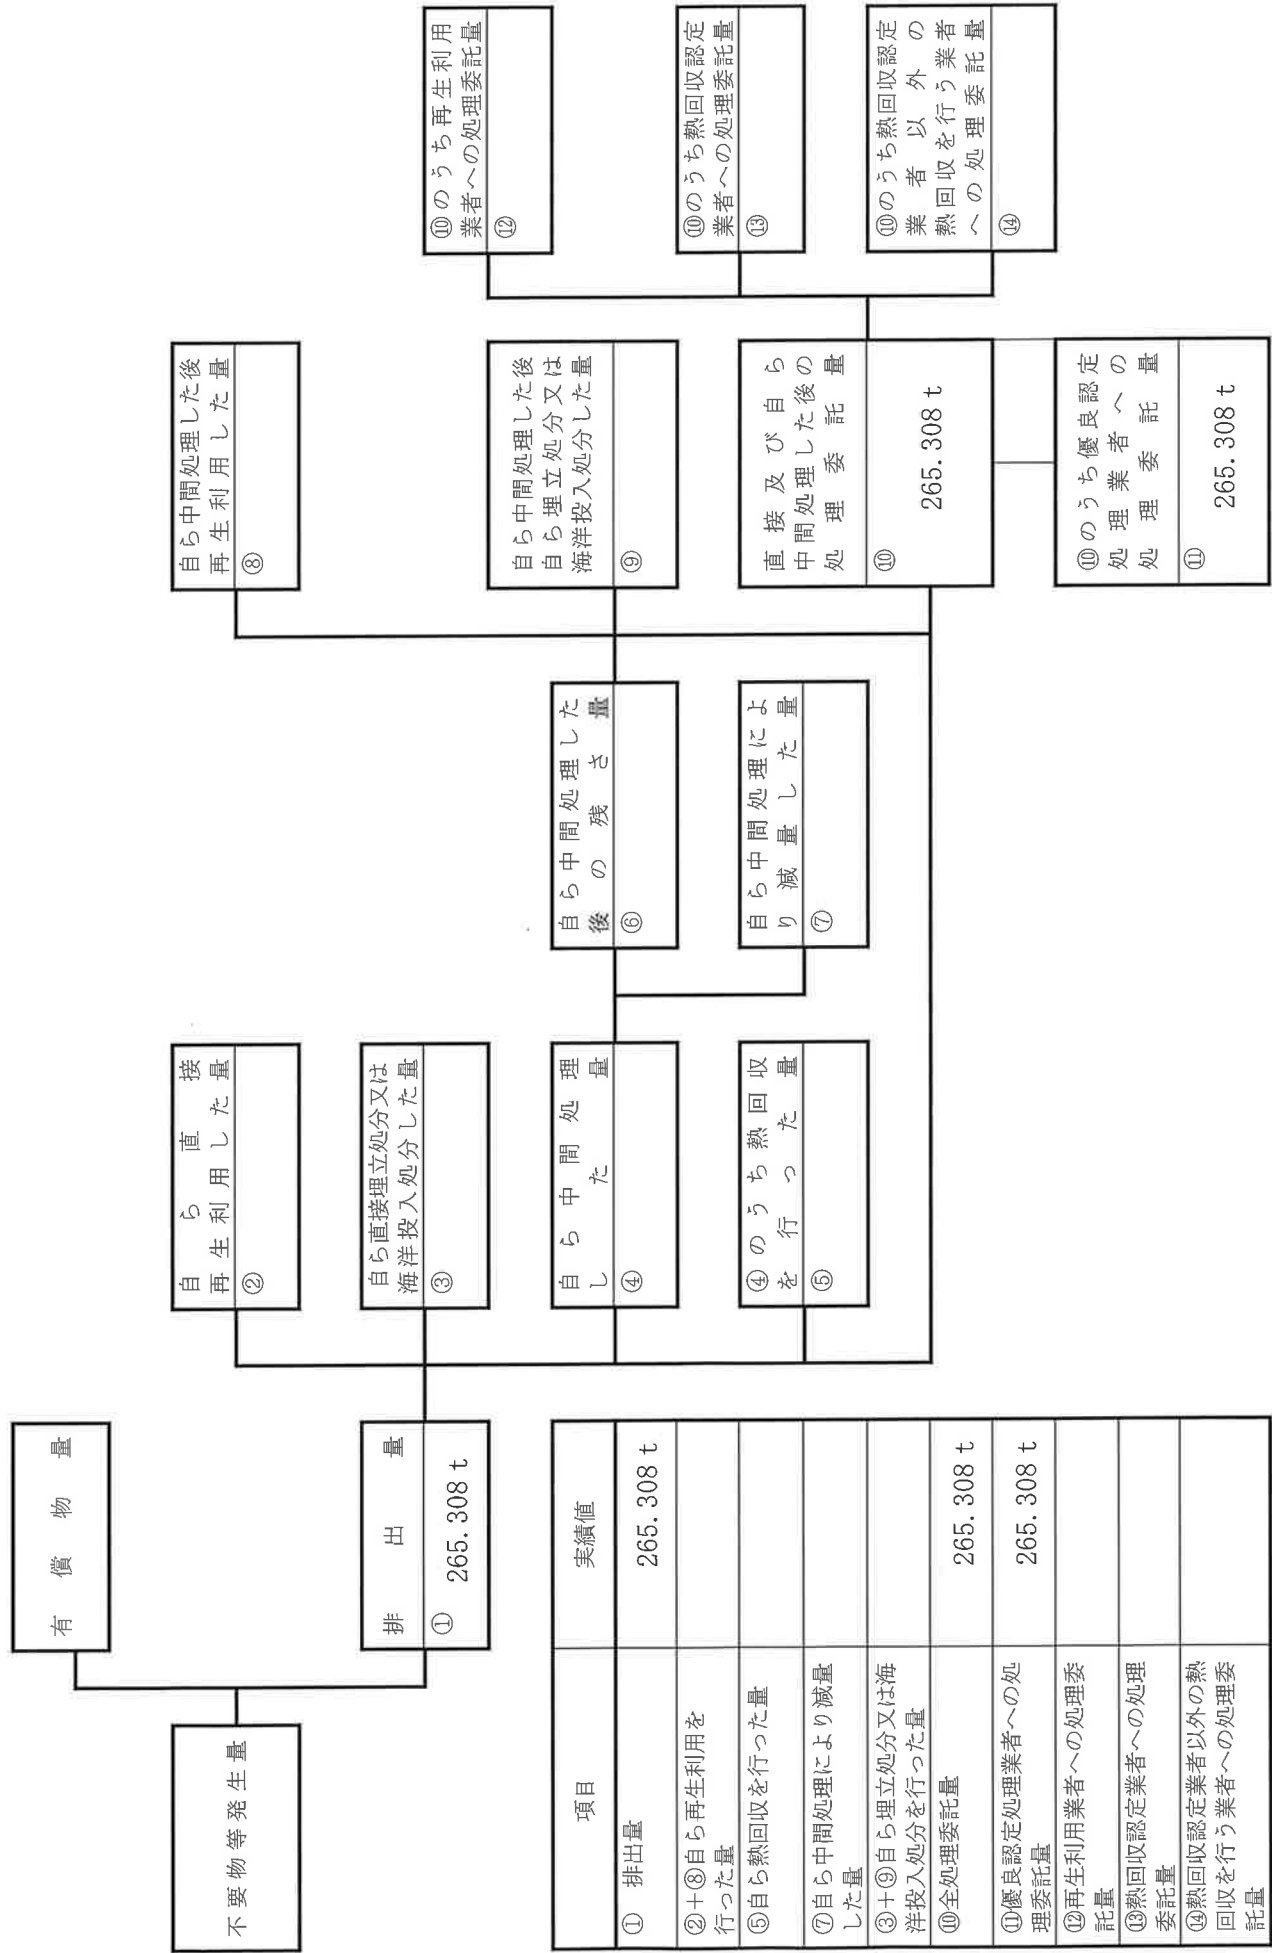 不要物等発生量
有償物量
排出量
① 265.308 t
自ら直接
再生利用した量
②
自ら直接埋立処分又は
海洋投入処分した量
③
自ら中間処理
した量
④
④のうち熱回収
を行った量
⑤
自ら中間処理した
後の残さ量
⑥
自ら中間処理によ
り減量した量
⑦
自ら中間処理した後
再生利用した量
⑧
自ら中間処理した後
自ら埋立処分又は
海洋投入処分した量
⑨
直接及び自ら
中間処理した後の
処理委託量
⑩
265.308 t
⑩のうち優良認定
処理業者への
処理委託量
⑪
265.308 t
⑩のうち再生利用
業者への処理委託量
⑫
⑩のうち熱回収認定
業者への処理委託量
⑬
⑩のうち熱回収認定
業者以外の
熱回収を行う業者
への処理委託量
⑭
項目 実績値
① 排出量 265.308 t
②+⑧自ら再生利用を
行った量
⑤自ら熱回収を行った量
⑦自ら中間処理により減量
した量
③+⑨自ら埋立処分又は海
洋投入処分を行った量
⑩全処理委託量 265.308 t
⑪優良認定処理業者への処
理委託量 265.308 t
⑫再生利用業者への処理委
託量
⑬熱回収認定業者への処理
委託量
⑭熱回収認定業者以外の熱
回収を行う業者への処理委
託量